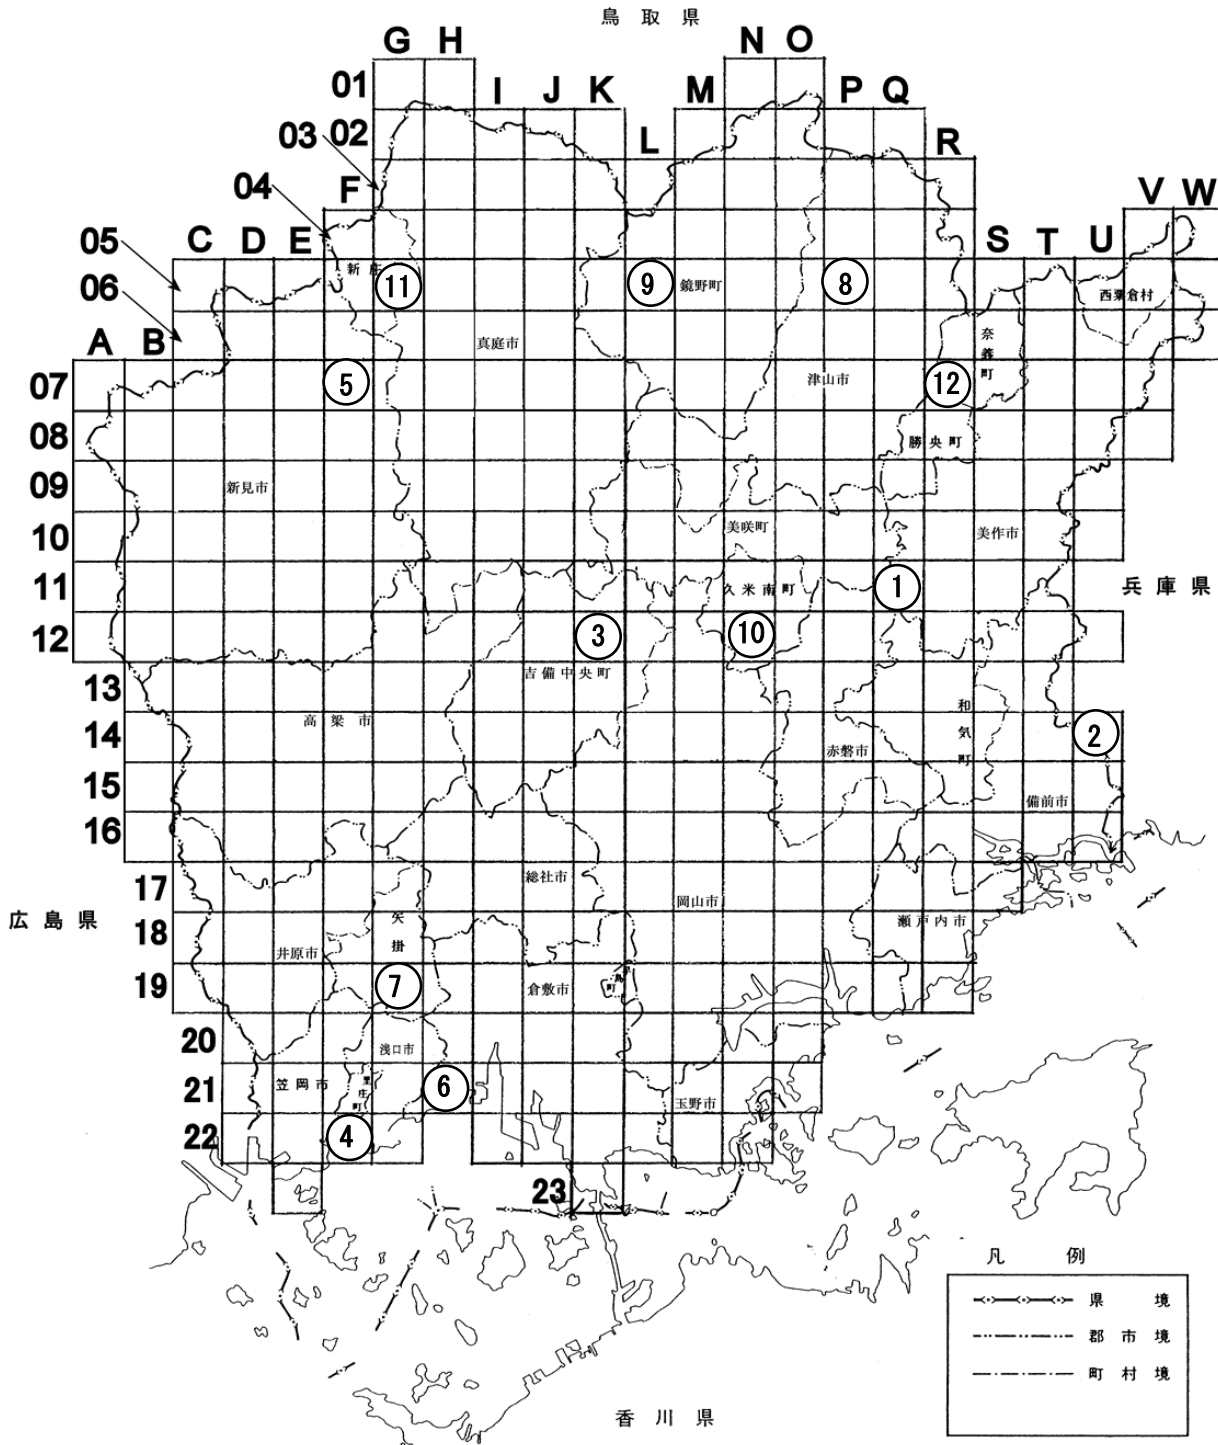 鳥取県
G H N O
01 I J K M P Q
03 02 L R
04 F V W
05 C D E S T U
新庄 ⑪ ⑨ 鏡野町 ⑧ 西粟倉村
06
真庭市 奈義町
A B
07 ⑤ 津山市 ⑫
08 勝央町
09 新見市
10 美咲町 美作市
11 久米南町 ① 兵庫県
12 ③ ⑩
13 吉備中央町
和気町
14 高梁市 赤磐市 ②
15 備前市
16
17 総社市 岡山市
広島県 矢掛 瀬戸内市
18 井原市
19 ⑦ 倉敷市 島町
20 浅口市
21 笠岡市 里庄町 ⑥ 玉野市
22 ④
23
凡例
県境
郡市境
町村境
香川県